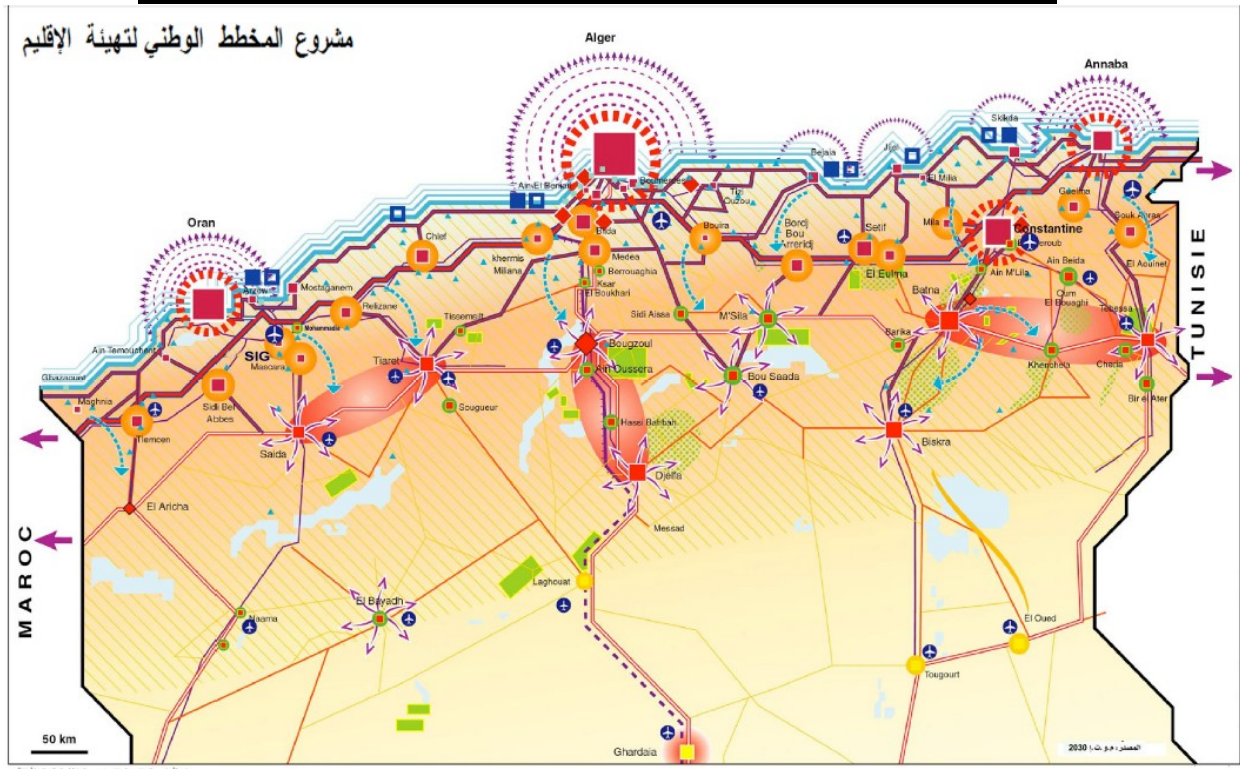 مشروع المخطط الوطني لتهيئة الإقليم
Alger
Annaba
Skikda
Bejaia
Jijel
El Milia
Boumerdes
Tizi
Ouzou
Oran
Arzew
Mostaganem
Chlef
khermis
Miliana
Blida
Medea
Berrouaghia
Ksar
El Boukhari
Bouira
Bordj
Bou
Arreridj
Setif
El Eulma
Mila
Constantine
Guelma
Souk Ahras
El Aouinet
Ain Beida
Oum
El Bouaghi
Ain M'Lila
Batna
Tebessa
TUNISIE
Relizane
Mohammadia
SIG
Mascara
Tissemsilt
Tiaret
Bougzoul
Ain Oussera
Sidi Aissa
M'Sila
Barika
Khenchela
Cheria
Bir el Ater
Ain Temouchent
Ghazaouet
Maghnia
Tlemcen
Sidi Bel
Abbes
Saida
Sougueur
Hassi Bahbah
Bou Saada
Biskra
Djelfa
El Aricha
Messad
MAROC
Laghouat
El Bayadh
Naama
El Oued
Tougourt
Ghardaia
50 km
2030